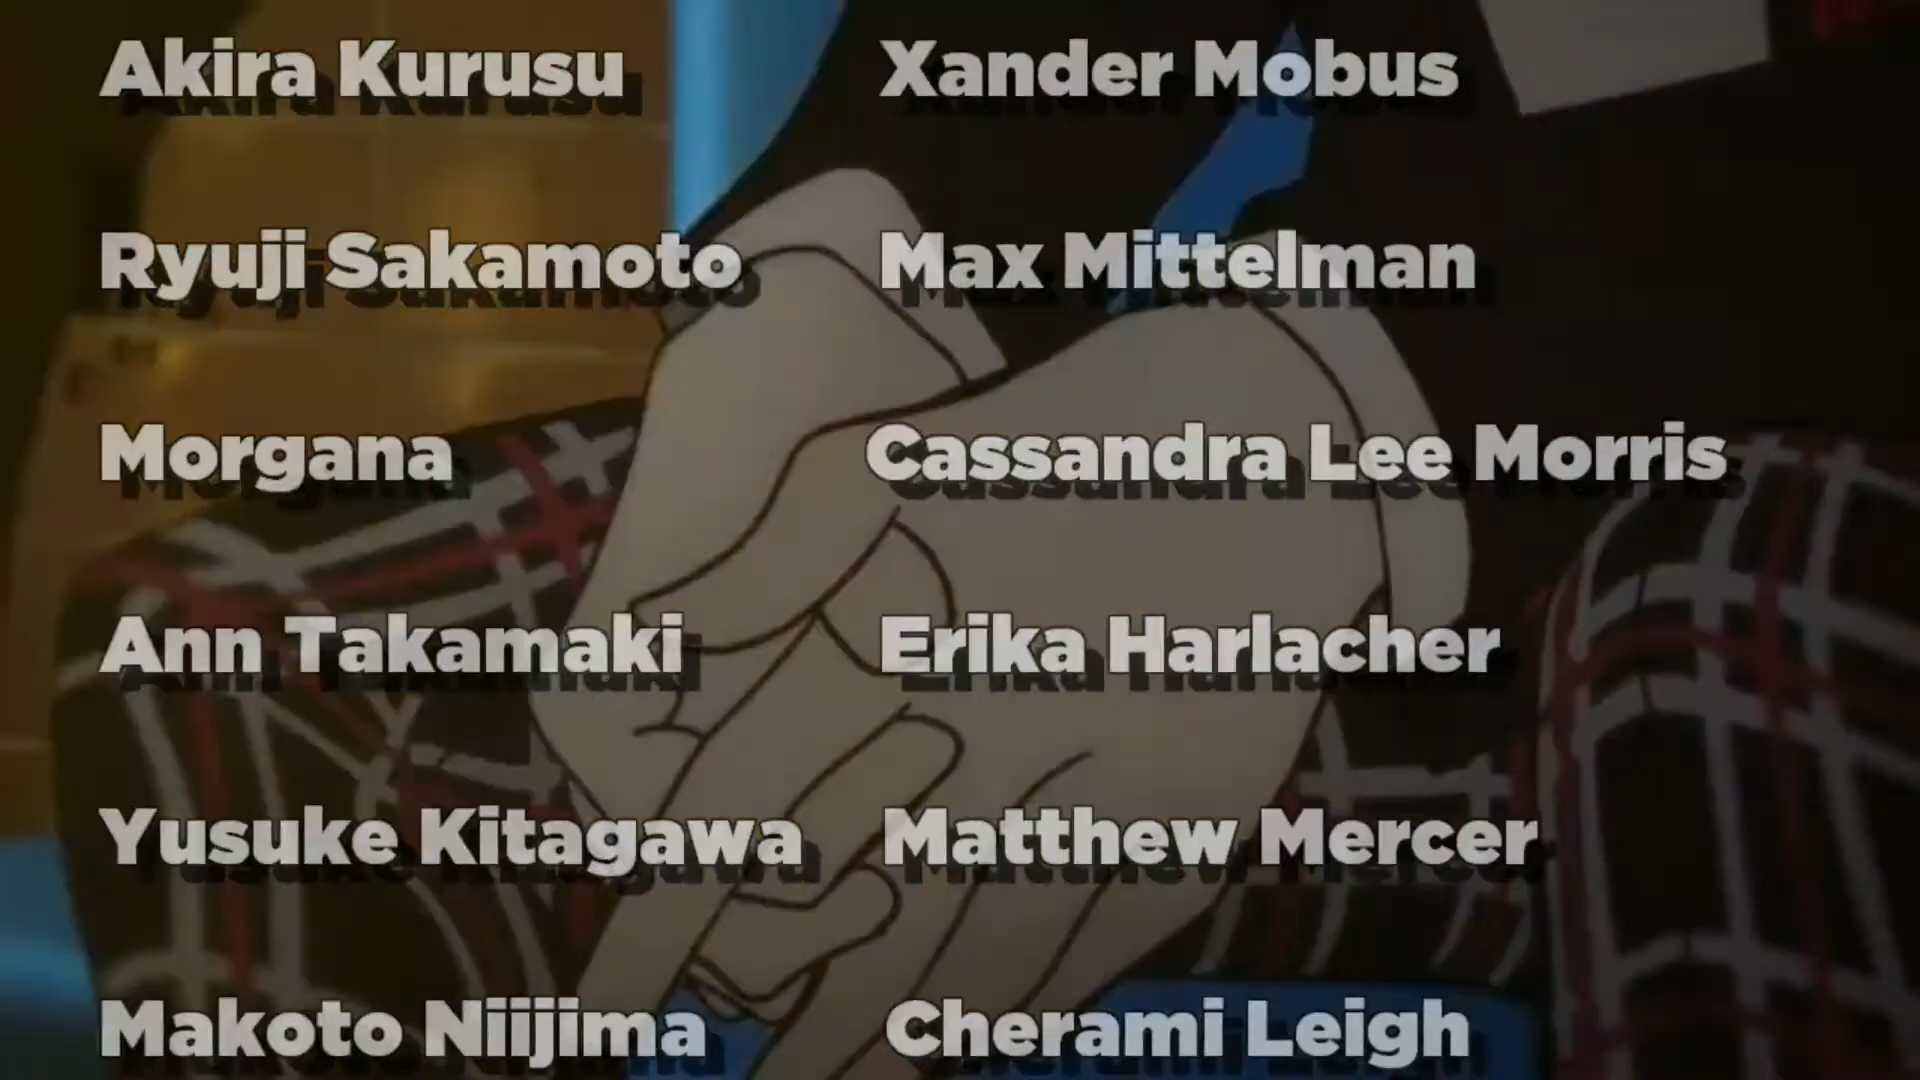 Akira Kurusu Xander Mobus
Ryuji Sakamoto Max Mittelman
Morgana Cassandra Lee Morris
Ann Takamaki Erika Harlacher
Yusuke Kitagawa Matthew Mercer
Makoto Niijima Cherami Leigh